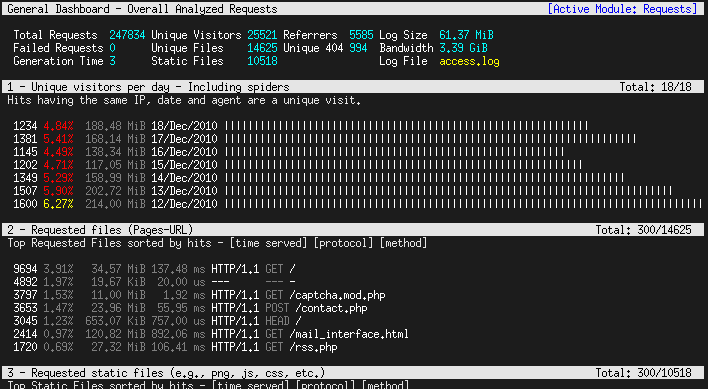 General Dashboard - Overall Analyzed Requests [Active Module: Requests]
Total Requests 247834 Unique Visitors 25521 Referrers 5585 Log Size 61.37 MiB
Failed Requests 0 Unique Files 14625 Unique 404 994 Bandwidth 3.39 GiB
Generation Time 3 Static Files 10518 Log File access.log
1 - Unique visitors per day - Including spiders Total: 18/18
Hits having the same IP, date and agent are a unique visit.
1234 4.84% 188.48 MiB 18/Dec/2010
1381 5.41% 168.14 MiB 17/Dec/2010
1145 4.49% 138.34 MiB 16/Dec/2010
1202 4.71% 117.05 MiB 15/Dec/2010
1349 5.29% 158.99 MiB 14/Dec/2010
1507 5.90% 202.72 MiB 13/Dec/2010
1600 6.27% 214.00 MiB 12/Dec/2010
2 - Requested files (Pages-URL) Total: 300/14625
Top Requested Files sorted by hits - [time served] [protocol] [method]
9694 3.91% 34.57 MiB 137.48 ms HTTP/1.1 GET /
4892 1.97% 19.67 KiB 20.00 us --- --- -
3797 1.53% 11.00 MiB 1.92 ms HTTP/1.1 GET /captcha.mod.php
3653 1.47% 23.96 MiB 55.95 ms HTTP/1.1 POST /contact.php
3045 1.23% 653.07 KiB 757.00 us HTTP/1.1 HEAD /
2414 0.97% 120.82 MiB 892.06 ms HTTP/1.1 GET /mail_interface.html
1720 0.69% 27.32 MiB 106.41 ms HTTP/1.1 GET /rss.php
3 - Requested static files (e.g., png, js, css, etc.) Total: 300/10518
Top Static Files sorted by hits - [time served] [protocol] [method]